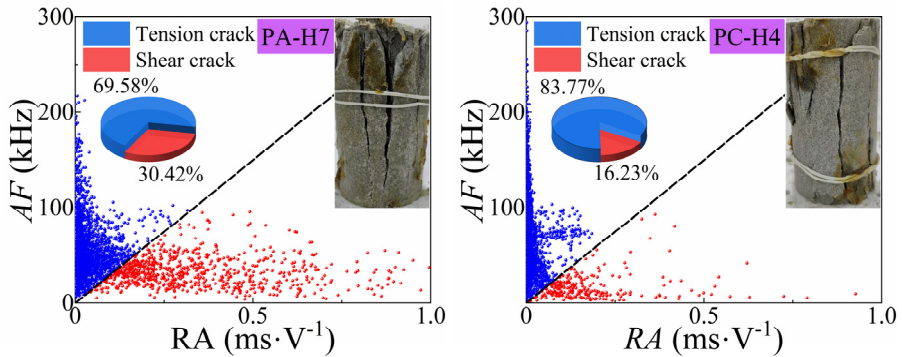 300
Tension crack
PA-H7
Shear crack
69.58%
30.42%
200
100
0
AF (kHz)
0
0.5
1.0
RA (ms·V⁻¹)
300
Tension crack
PC-H4
Shear crack
83.77%
16.23%
200
100
0
AF (kHz)
0
0.5
1.0
RA (ms·V⁻¹)